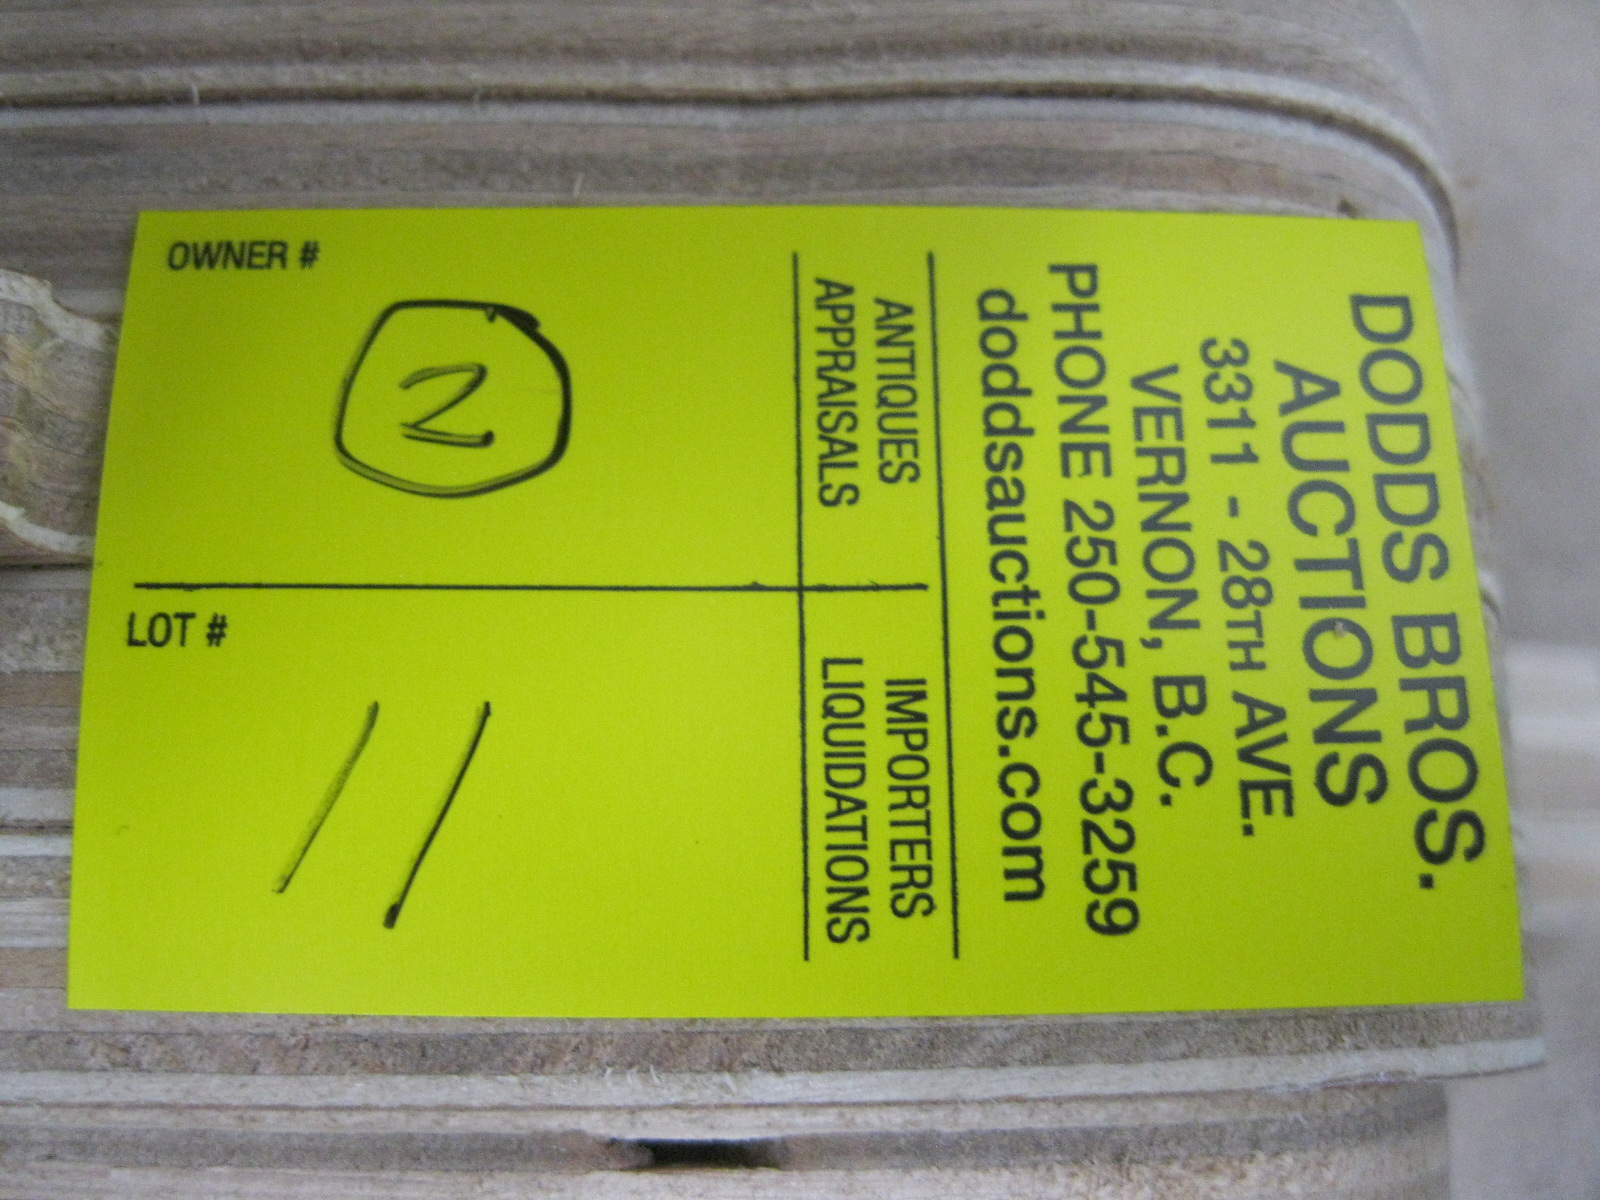 DODDS BROS.
AUCTIONS
3311 - 28TH AVE.
VERNON, B.C.
PHONE 250-545-3259
doddsauctions.com
ANTIQUES IMPORTERS
APPRAISALS LIQUIDATIONS
OWNER #
2
LOT #
11